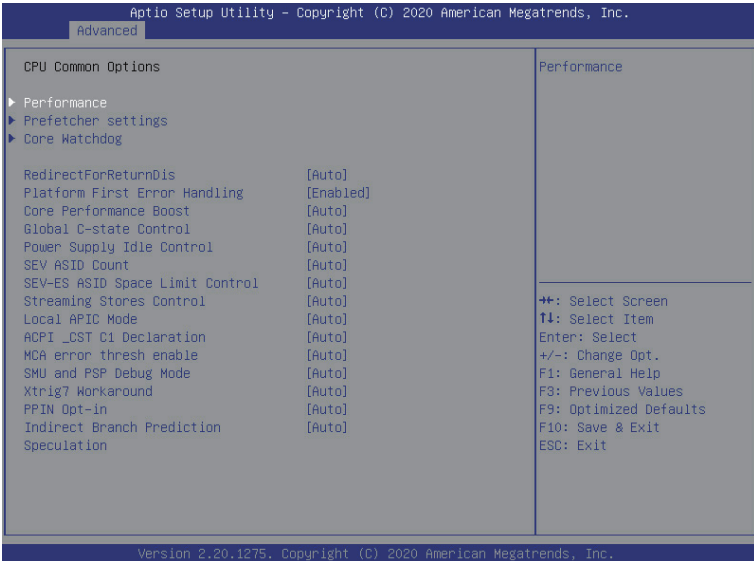 Aptio Setup Utility – Copyright (C) 2020 American Megatrends, Inc.
Advanced
CPU Common Options
Performance
Prefetcher settings
Core Watchdog
RedirectForReturnDis [Auto]
Platform First Error Handling [Enabled]
Core Performance Boost [Auto]
Global C-state Control [Auto]
Power Supply Idle Control [Auto]
SEV ASID Count [Auto]
SEV-ES ASID Space Limit Control [Auto]
Streaming Stores Control [Auto]
Local APIC Mode [Auto]
ACPI _CST C1 Declaration [Auto]
MCA error thresh enable [Auto]
SMU and PSP Debug Mode [Auto]
Xtrig7 Workaround [Auto]
PPIN Opt-in [Auto]
Indirect Branch Prediction [Auto]
Speculation
Performance
→←: Select Screen
↑↓: Select Item
Enter: Select
+/-: Change Opt.
F1: General Help
F3: Previous Values
F9: Optimized Defaults
F10: Save & Exit
ESC: Exit
Version 2.20.1275. Copyright (C) 2020 American Megatrends, Inc.